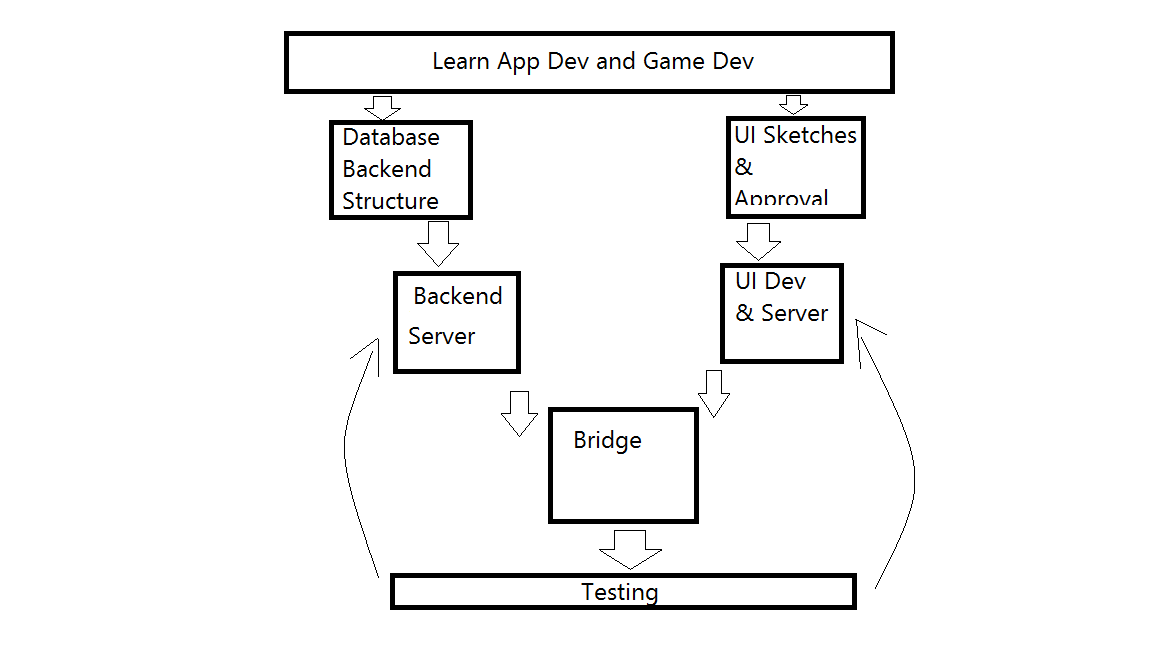 Learn App Dev and Game Dev
Database
Backend
Structure
UI Sketches
&
Approval
Backend
Server
UI Dev
& Server
Bridge
Testing